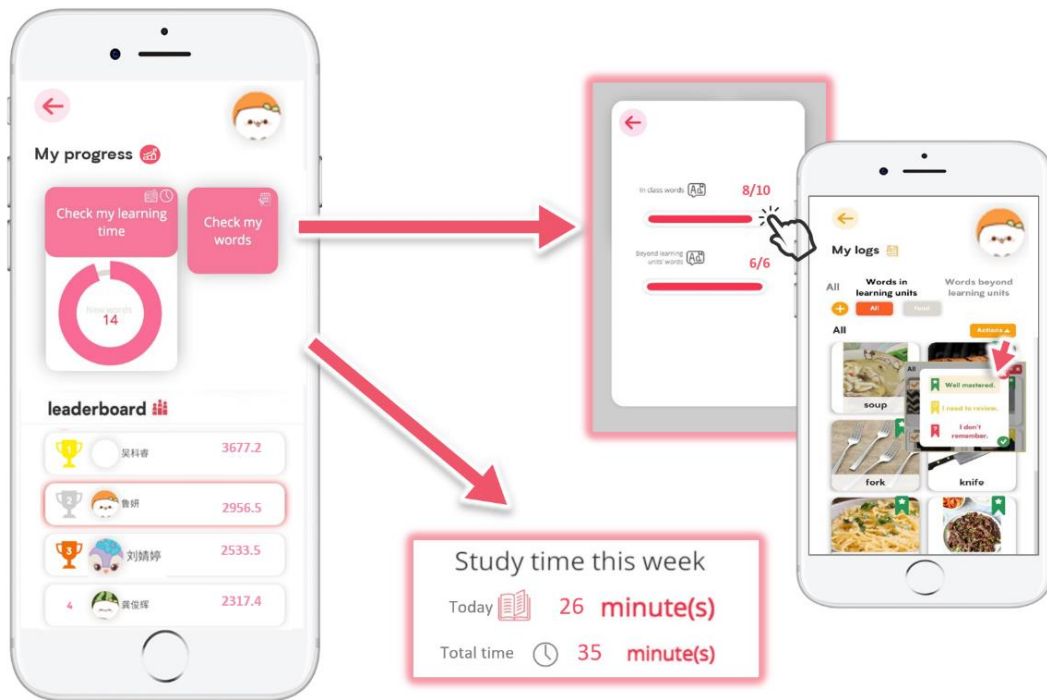 My progress
Check my learning
time
Check my
words
New words
14
leaderboard
1 吴科睿 3677.2
2 鲁妍 2956.5
3 刘婧婷 2533.5
4 龚俊辉 2317.4
In class words 8/10
beyond learning
units' words 6/6
Study time this week
Today 26 minute(s)
Total time 35 minute(s)
My logs
All
Words in
learning units
Words beyond
learning units
All
All
Actions
All
Well mastered.
I need to review.
I don't
remember.
soup
fork
knife